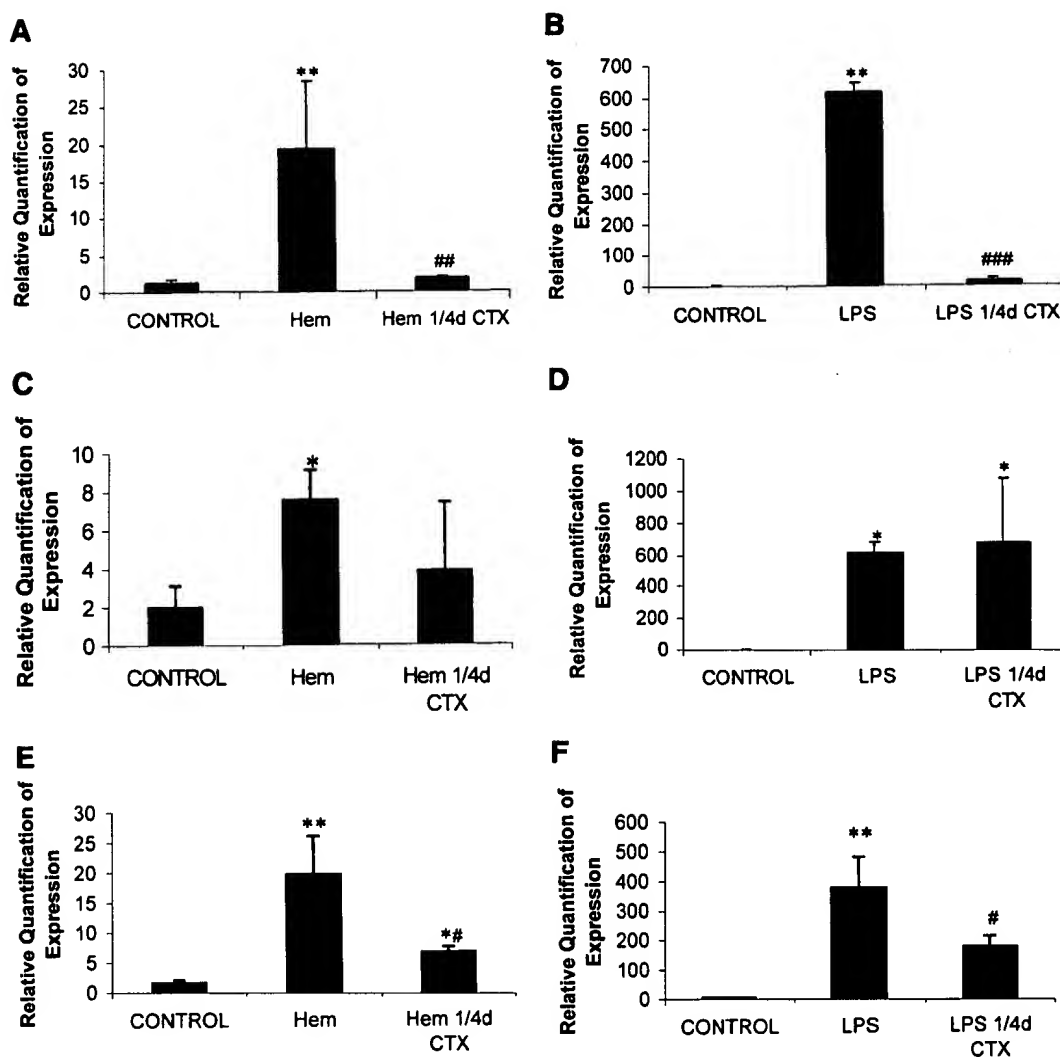 A
Relative Quantification of
Expression
30
25
20
15
10
5
0
**
##
CONTROL
Hem
Hem 1/4d CTX
B
Relative Quantification of
Expression
700
600
500
400
300
200
100
0
**
###
CONTROL
LPS
LPS 1/4d CTX
C
Relative Quantification of
Expression
10
8
6
4
2
0
*
CONTROL
Hem
Hem 1/4d
CTX
D
Relative Quantification of
Expression
1200
1000
800
600
400
200
0
*
*
CONTROL
LPS
LPS 1/4d
CTX
E
Relative Quantification of
Expression
30
25
20
15
10
5
0
**
*#
CONTROL
Hem
Hem 1/4d
CTX
F
Relative Quantification of
Expression
600
500
400
300
200
100
0
**
#
CONTROL
LPS
LPS 1/4d
CTX